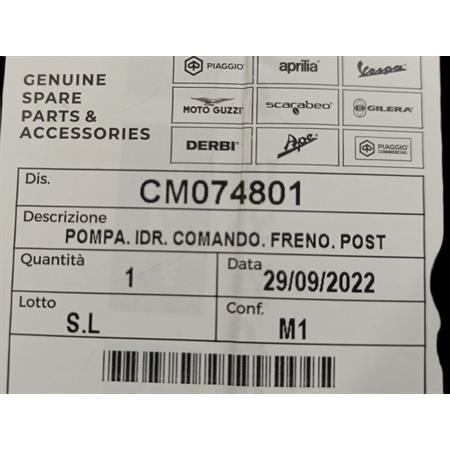 GENUINE
SPARE
PARTS &
ACCESSORIES
PIAGGIO
aprilia
Vespa
MOTO GUZZI
scarabeo
GILERA
DERBI
Ape
PIAGGIO
COMMERCIAL
Dis.
CM074801
Descrizione
POMPA. IDR. COMANDO. FRENO. POST
Quantità
1
Data
29/09/2022
Lotto
S.L
Conf.
M1